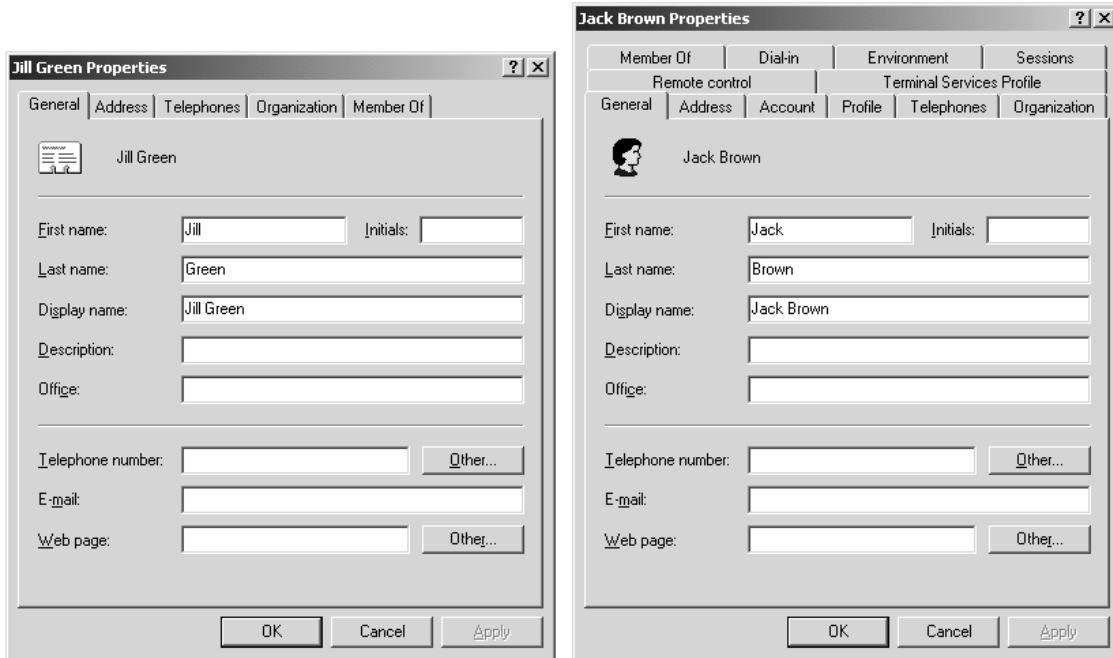 Jill Green Properties
General Address Telephones Organization Member Of
Jill Green
First name: Jill Initials:
Last name: Green
Display name: Jill Green
Description:
Office:
Telephone number: Other...
E-mail:
Web page: Other...
OK Cancel Apply
Jack Brown Properties
Member Of Dial-in Environment Sessions
Remote control Terminal Services Profile
General Address Account Profile Telephones Organization
Jack Brown
First name: Jack Initials:
Last name: Brown
Display name: Jack Brown
Description:
Office:
Telephone number: Other...
E-mail:
Web page: Other...
OK Cancel Apply